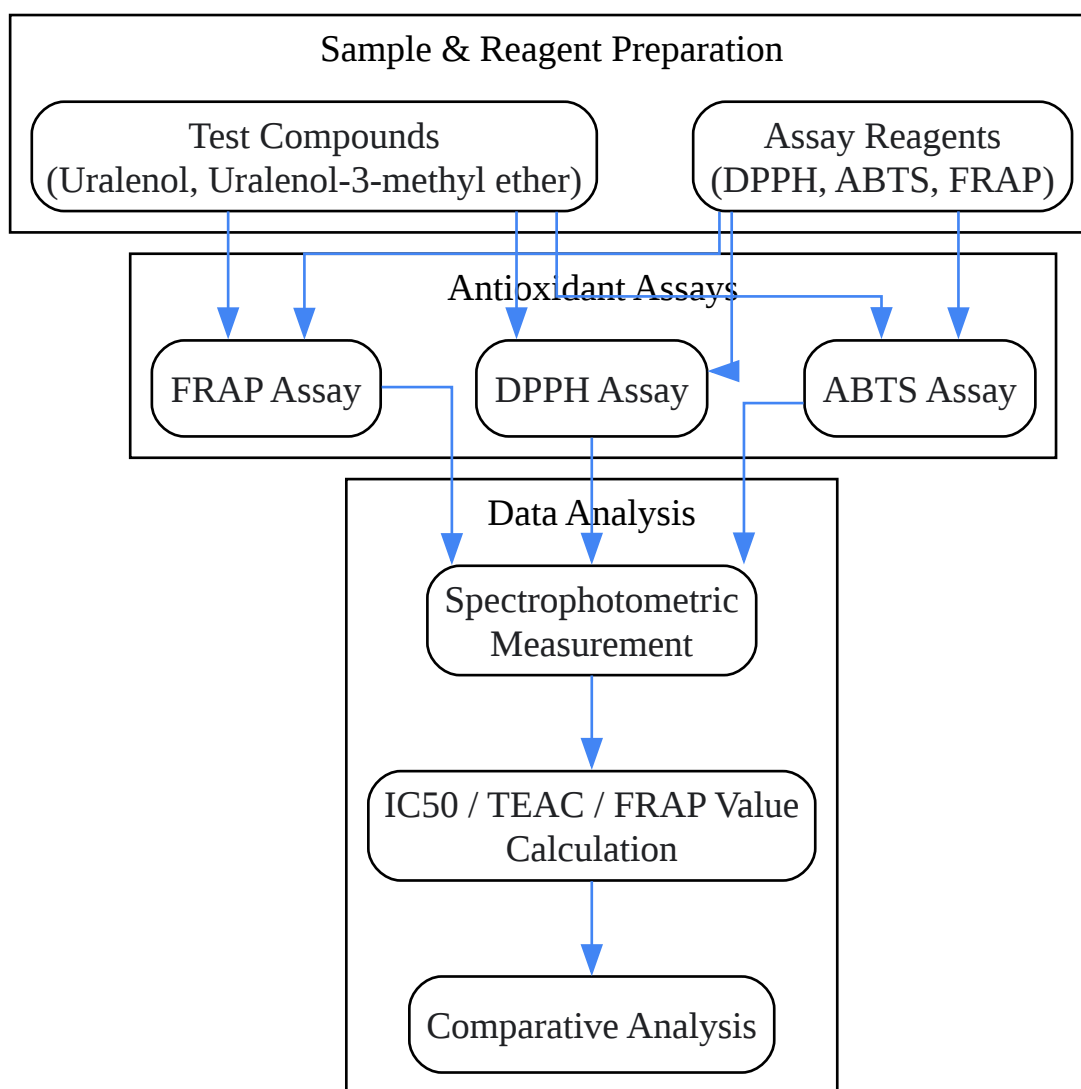 Sample & Reagent Preparation
Test Compounds
(Uralenol, Uralenol-3-methyl ether)
Assay Reagents
(DPPH, ABTS, FRAP)
Antioxidant Assays
FRAP Assay
DPPH Assay
ABTS Assay
Data Analysis
Spectrophotometric
Measurement
IC50 / TEAC / FRAP Value
Calculation
Comparative Analysis